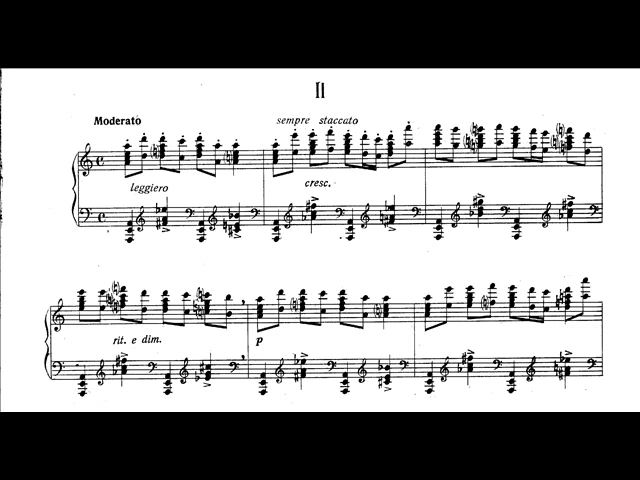 II
Moderato
sempre staccato
leggiero
cresc.
rit. e dim.
p